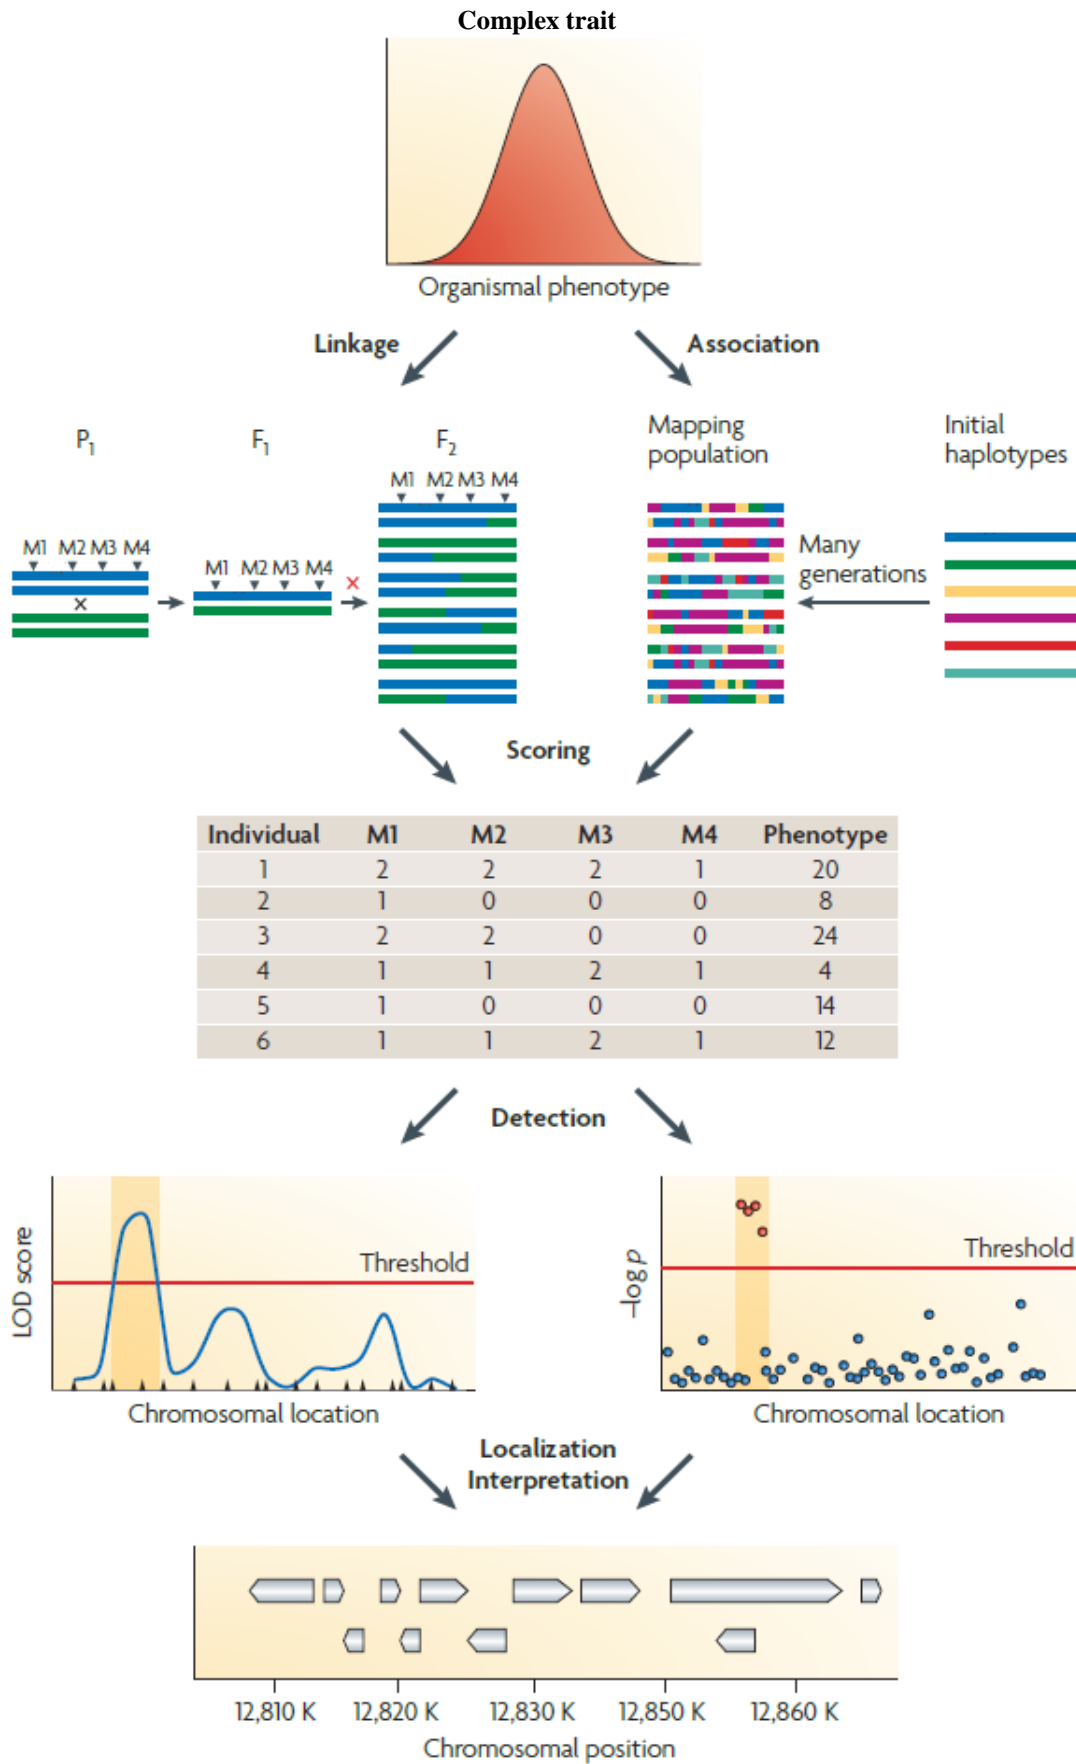 Complex trait
Organismal phenotype
Linkage
Association
P1
F1
F2
Mapping
population
Initial
haplotypes
M1 M2 M3 M4
M1 M2 M3 M4
M1 M2 M3 M4
×
×
Many
generations
Scoring
Individual M1 M2 M3 M4 Phenotype
1 2 2 2 1 20
2 1 0 0 0 8
3 2 2 0 0 24
4 1 1 2 1 4
5 1 0 0 0 14
6 1 1 2 1 12
Detection
LOD score
Threshold
Chromosomal location
–log p
Threshold
Chromosomal location
Localization
Interpretation
12,810 K 12,820 K 12,830 K 12,850 K 12,860 K
Chromosomal position